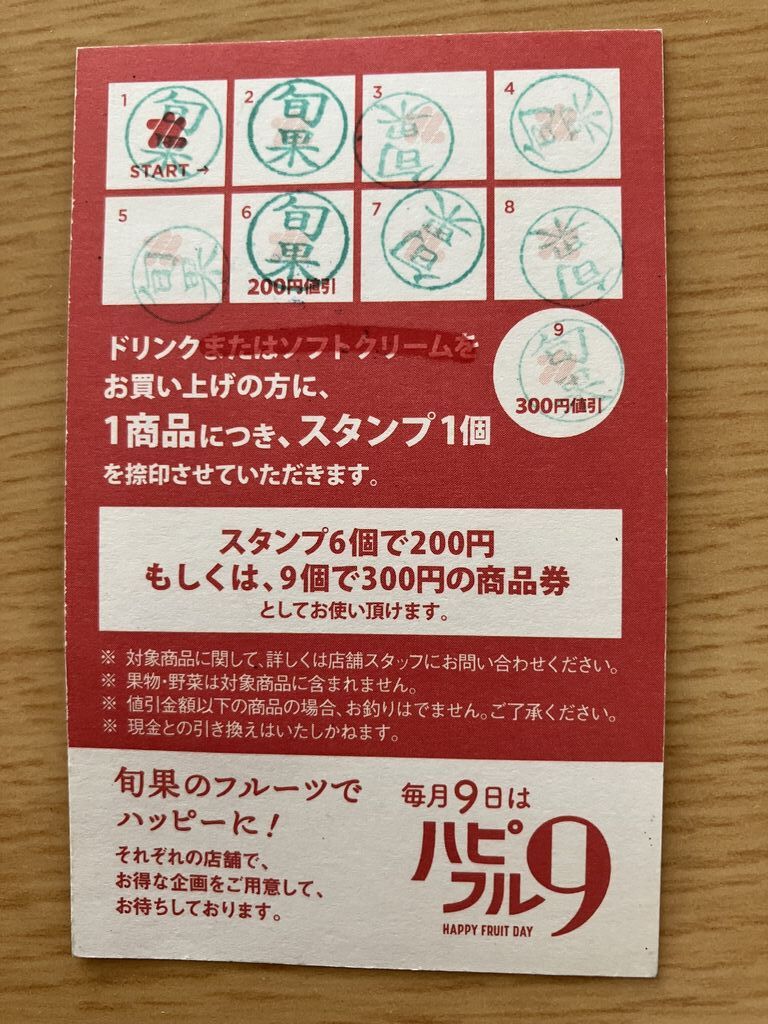 1
旬果
START→
2
旬果
3
旬果
4
旬果
5
旬果
6
旬果
200円値引
7
旬果
8
旬果
9
旬果
300円値引
ドリンクまたはソフトクリームを
お買い上げの方に、
1商品につき、スタンプ1個
を捺印させていただきます。
スタンプ6個で200円
もしくは、9個で300円の商品券
としてお使い頂けます。
※ 対象商品に関して、詳しくは店舗スタッフにお問い合わせください。
※ 果物・野菜は対象商品に含まれません。
※ 値引金額以下の商品の場合、お釣りはでません。ご了承ください。
※ 現金との引き換えはいたしかねます。
旬果のフルーツで
ハッピーに!
それぞれの店舗で、
お得な企画をご用意して、
お待ちしております。
毎月9日は
ハピ
フル9
HAPPY FRUIT DAY